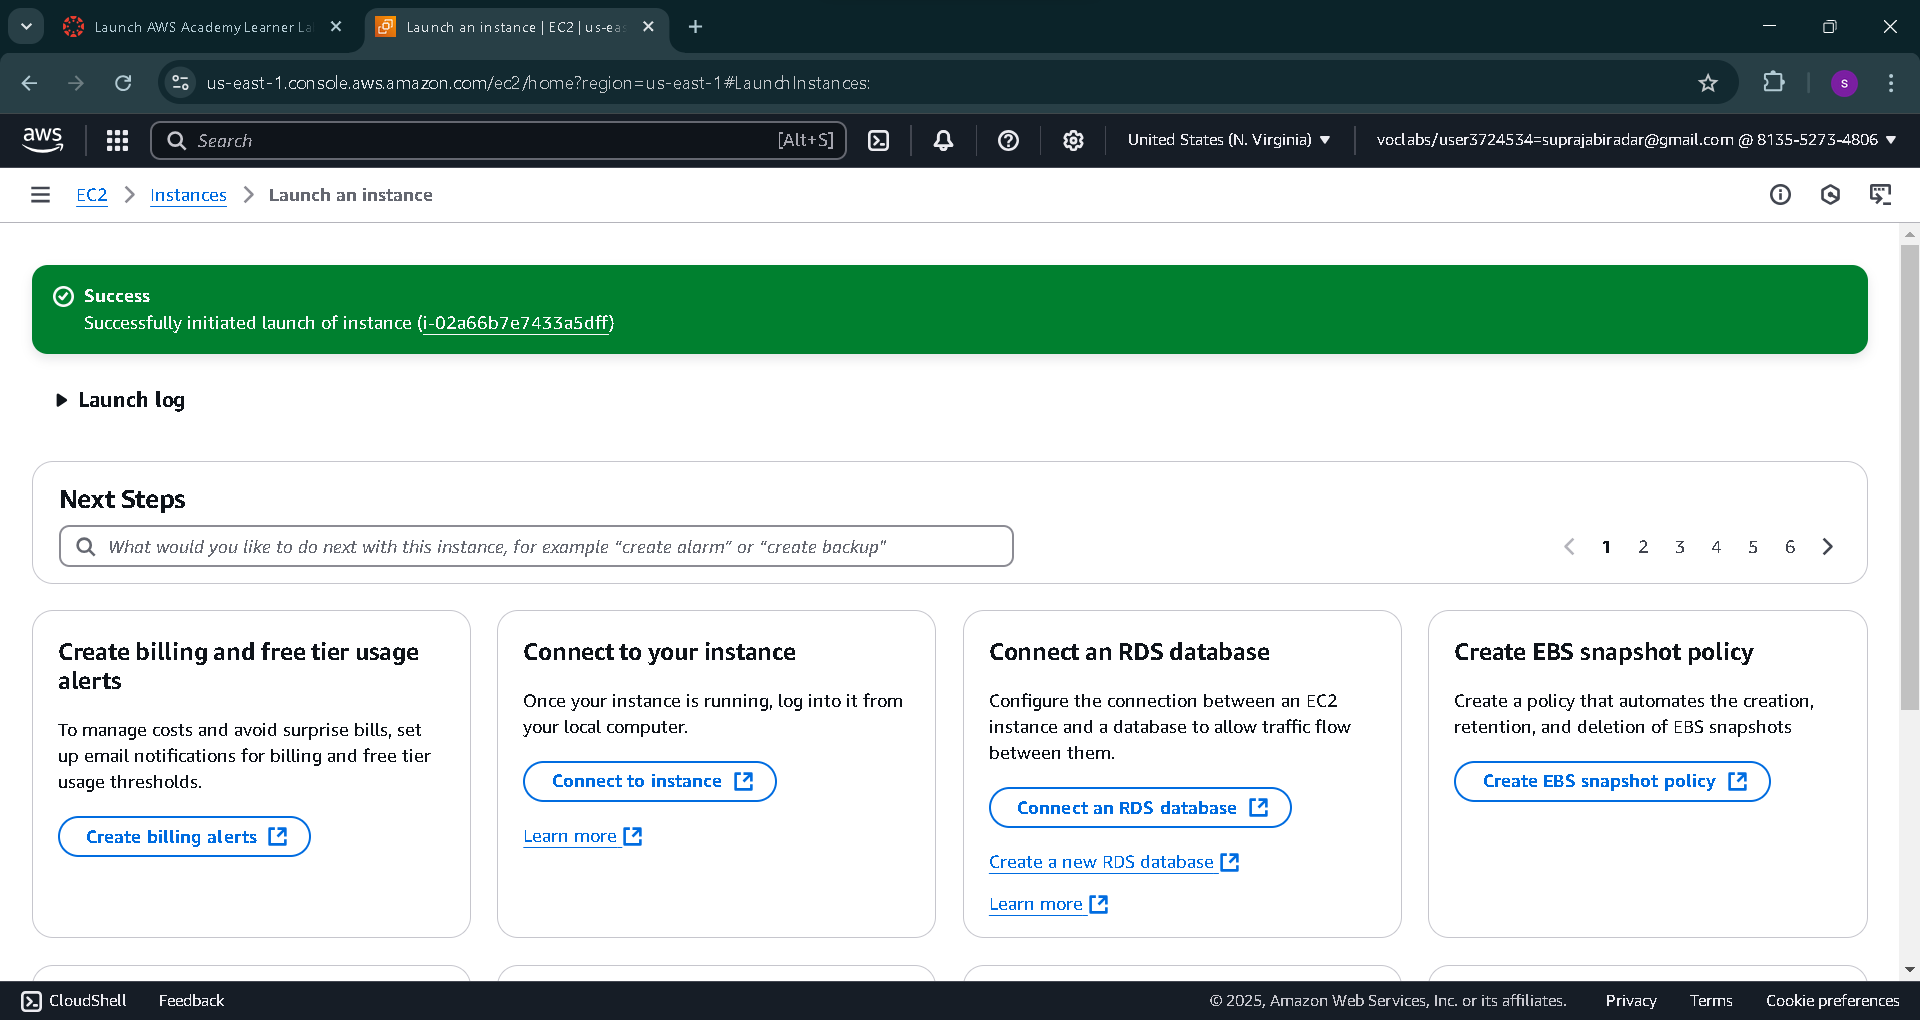 Launch AWS Academy Learner La
Launch an instance | EC2 | us-eas
us-east-1.console.aws.amazon.com/ec2/home?region=us-east-1#LaunchInstances:
S
aws
Search
[Alt+S]
United States (N. Virginia)
voclabs/user3724534=suprajabiradar@gmail.com @ 8135-5273-4806
EC2
Instances
Launch an instance
Success
Successfully initiated launch of instance (i-02a66b7e7433a5dff)
Launch log
Next Steps
What would you like to do next with this instance, for example "create alarm" or "create backup"
1 2 3 4 5 6
Create billing and free tier usage
alerts
To manage costs and avoid surprise bills, set
up email notifications for billing and free tier
usage thresholds.
Create billing alerts
Connect to your instance
Once your instance is running, log into it from
your local computer.
Connect to instance
Learn more
Connect an RDS database
Configure the connection between an EC2
instance and a database to allow traffic flow
between them.
Connect an RDS database
Create a new RDS database
Learn more
Create EBS snapshot policy
Create a policy that automates the creation,
retention, and deletion of EBS snapshots
Create EBS snapshot policy
CloudShell
Feedback
© 2025, Amazon Web Services, Inc. or its affiliates.
Privacy
Terms
Cookie preferences